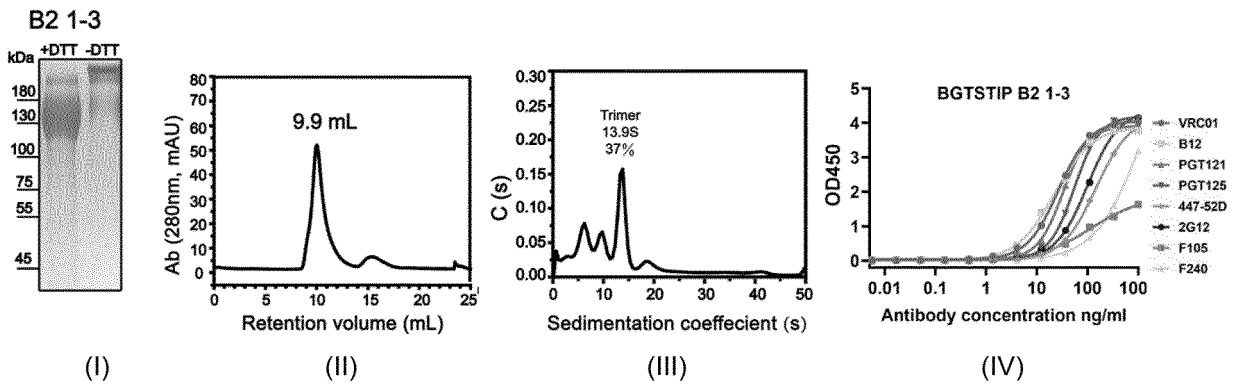 B2 1-3
kDa
+DTT -DTT
180
130
100
75
55
45
(I)
Ab (280nm, mAU)
80
70
60
50
40
30
20
10
0
9.9 mL
0 5 10 15 20 25
Retention volume (mL)
(II)
C (s)
0.30
0.25
0.20
0.15
0.10
0.05
0.00
Trimer
13.9S
37%
0 10 20 30 40 50
Sedimentation coeffecient (s)
(III)
OD450
5
4
3
2
1
0
BGTSTIP B2 1-3
0.01 0.1 1 10 100 100
Antibody concentration ng/ml
VRC01
B12
PGT121
PGT125
447-52D
2G12
F105
F240
(IV)